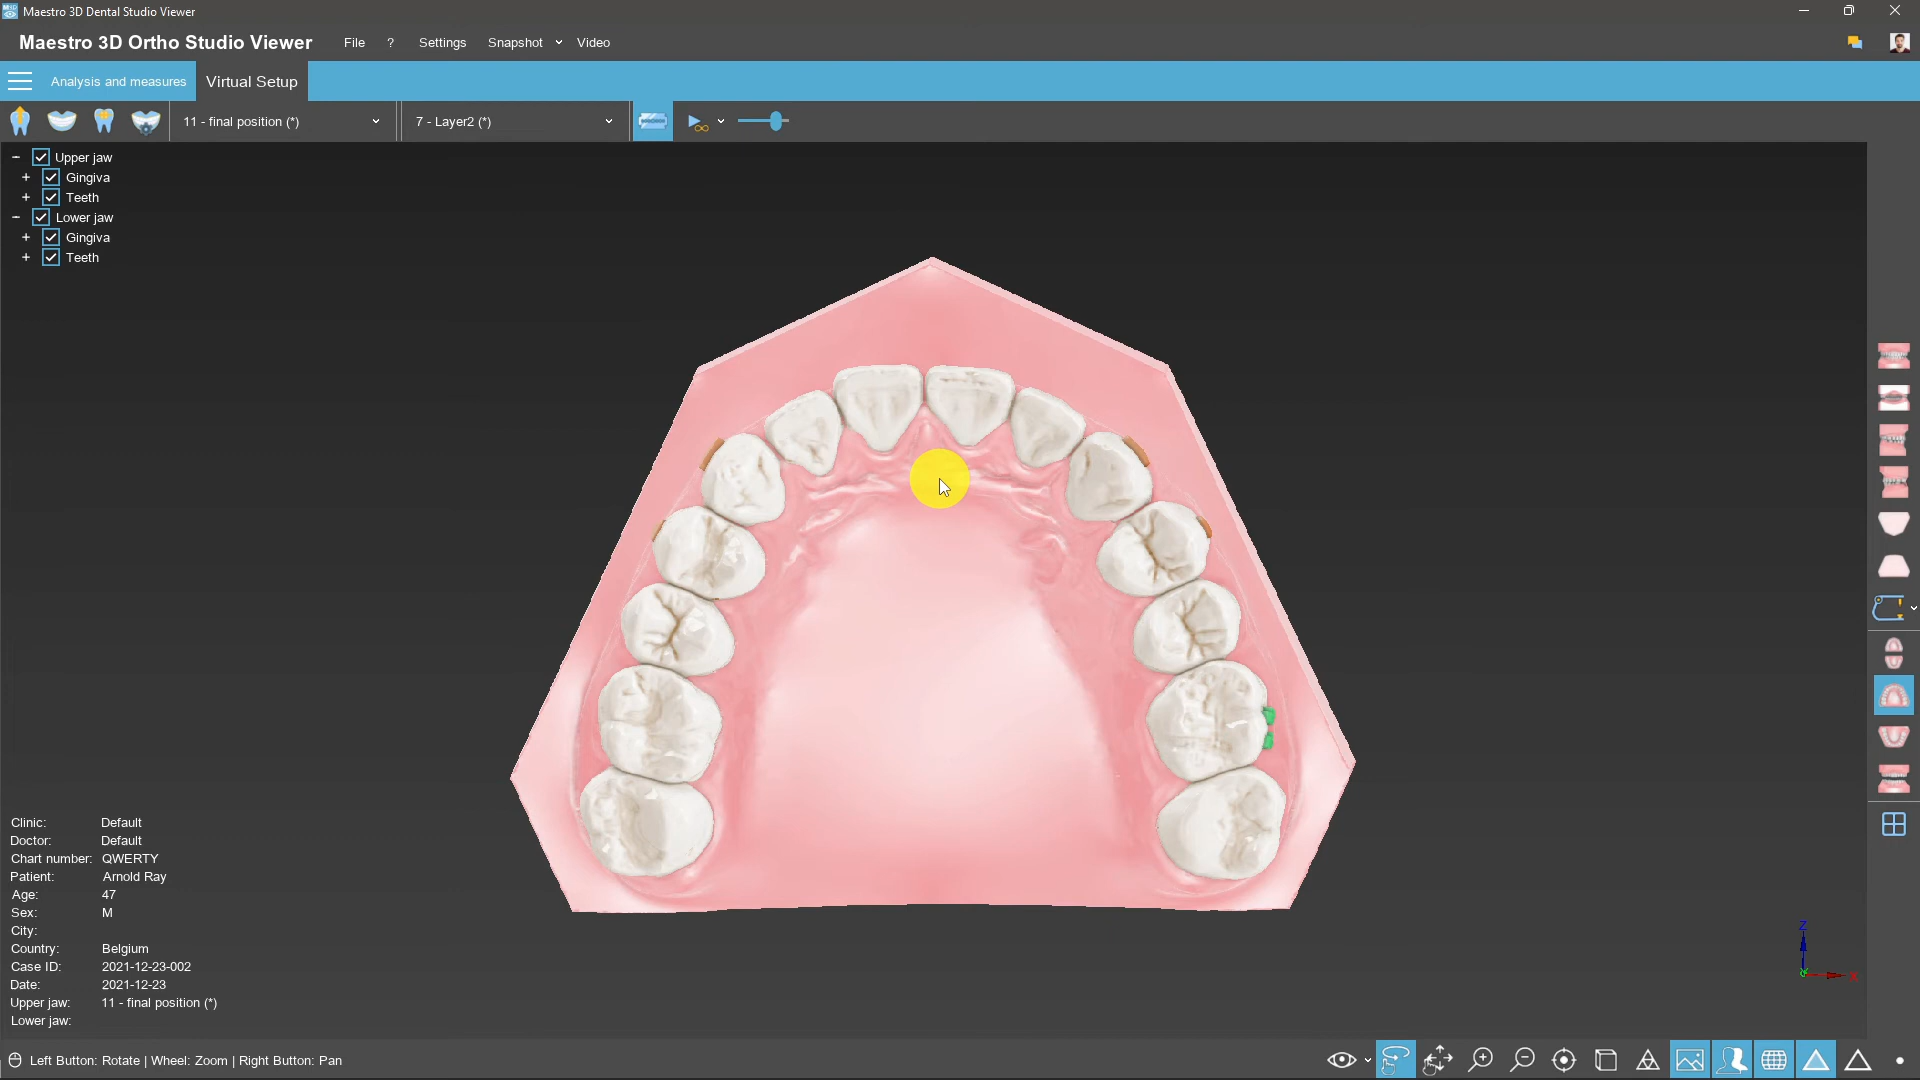 Maestro 3D Dental Studio Viewer
Maestro 3D Ortho Studio Viewer File ? Settings Snapshot Video
Analysis and measures Virtual Setup
11 - final position (*) 7 - Layer2 (*)
Upper jaw
Gingiva
Teeth
Lower jaw
Gingiva
Teeth
Clinic: Default
Doctor: Default
Chart number: QWERTY
Patient: Arnold Ray
Age: 47
Sex: M
City:
Country: Belgium
Case ID: 2021-12-23-002
Date: 2021-12-23
Upper jaw: 11 - final position (*)
Lower jaw:
Z
Y X
Left Button: Rotate | Wheel: Zoom | Right Button: Pan